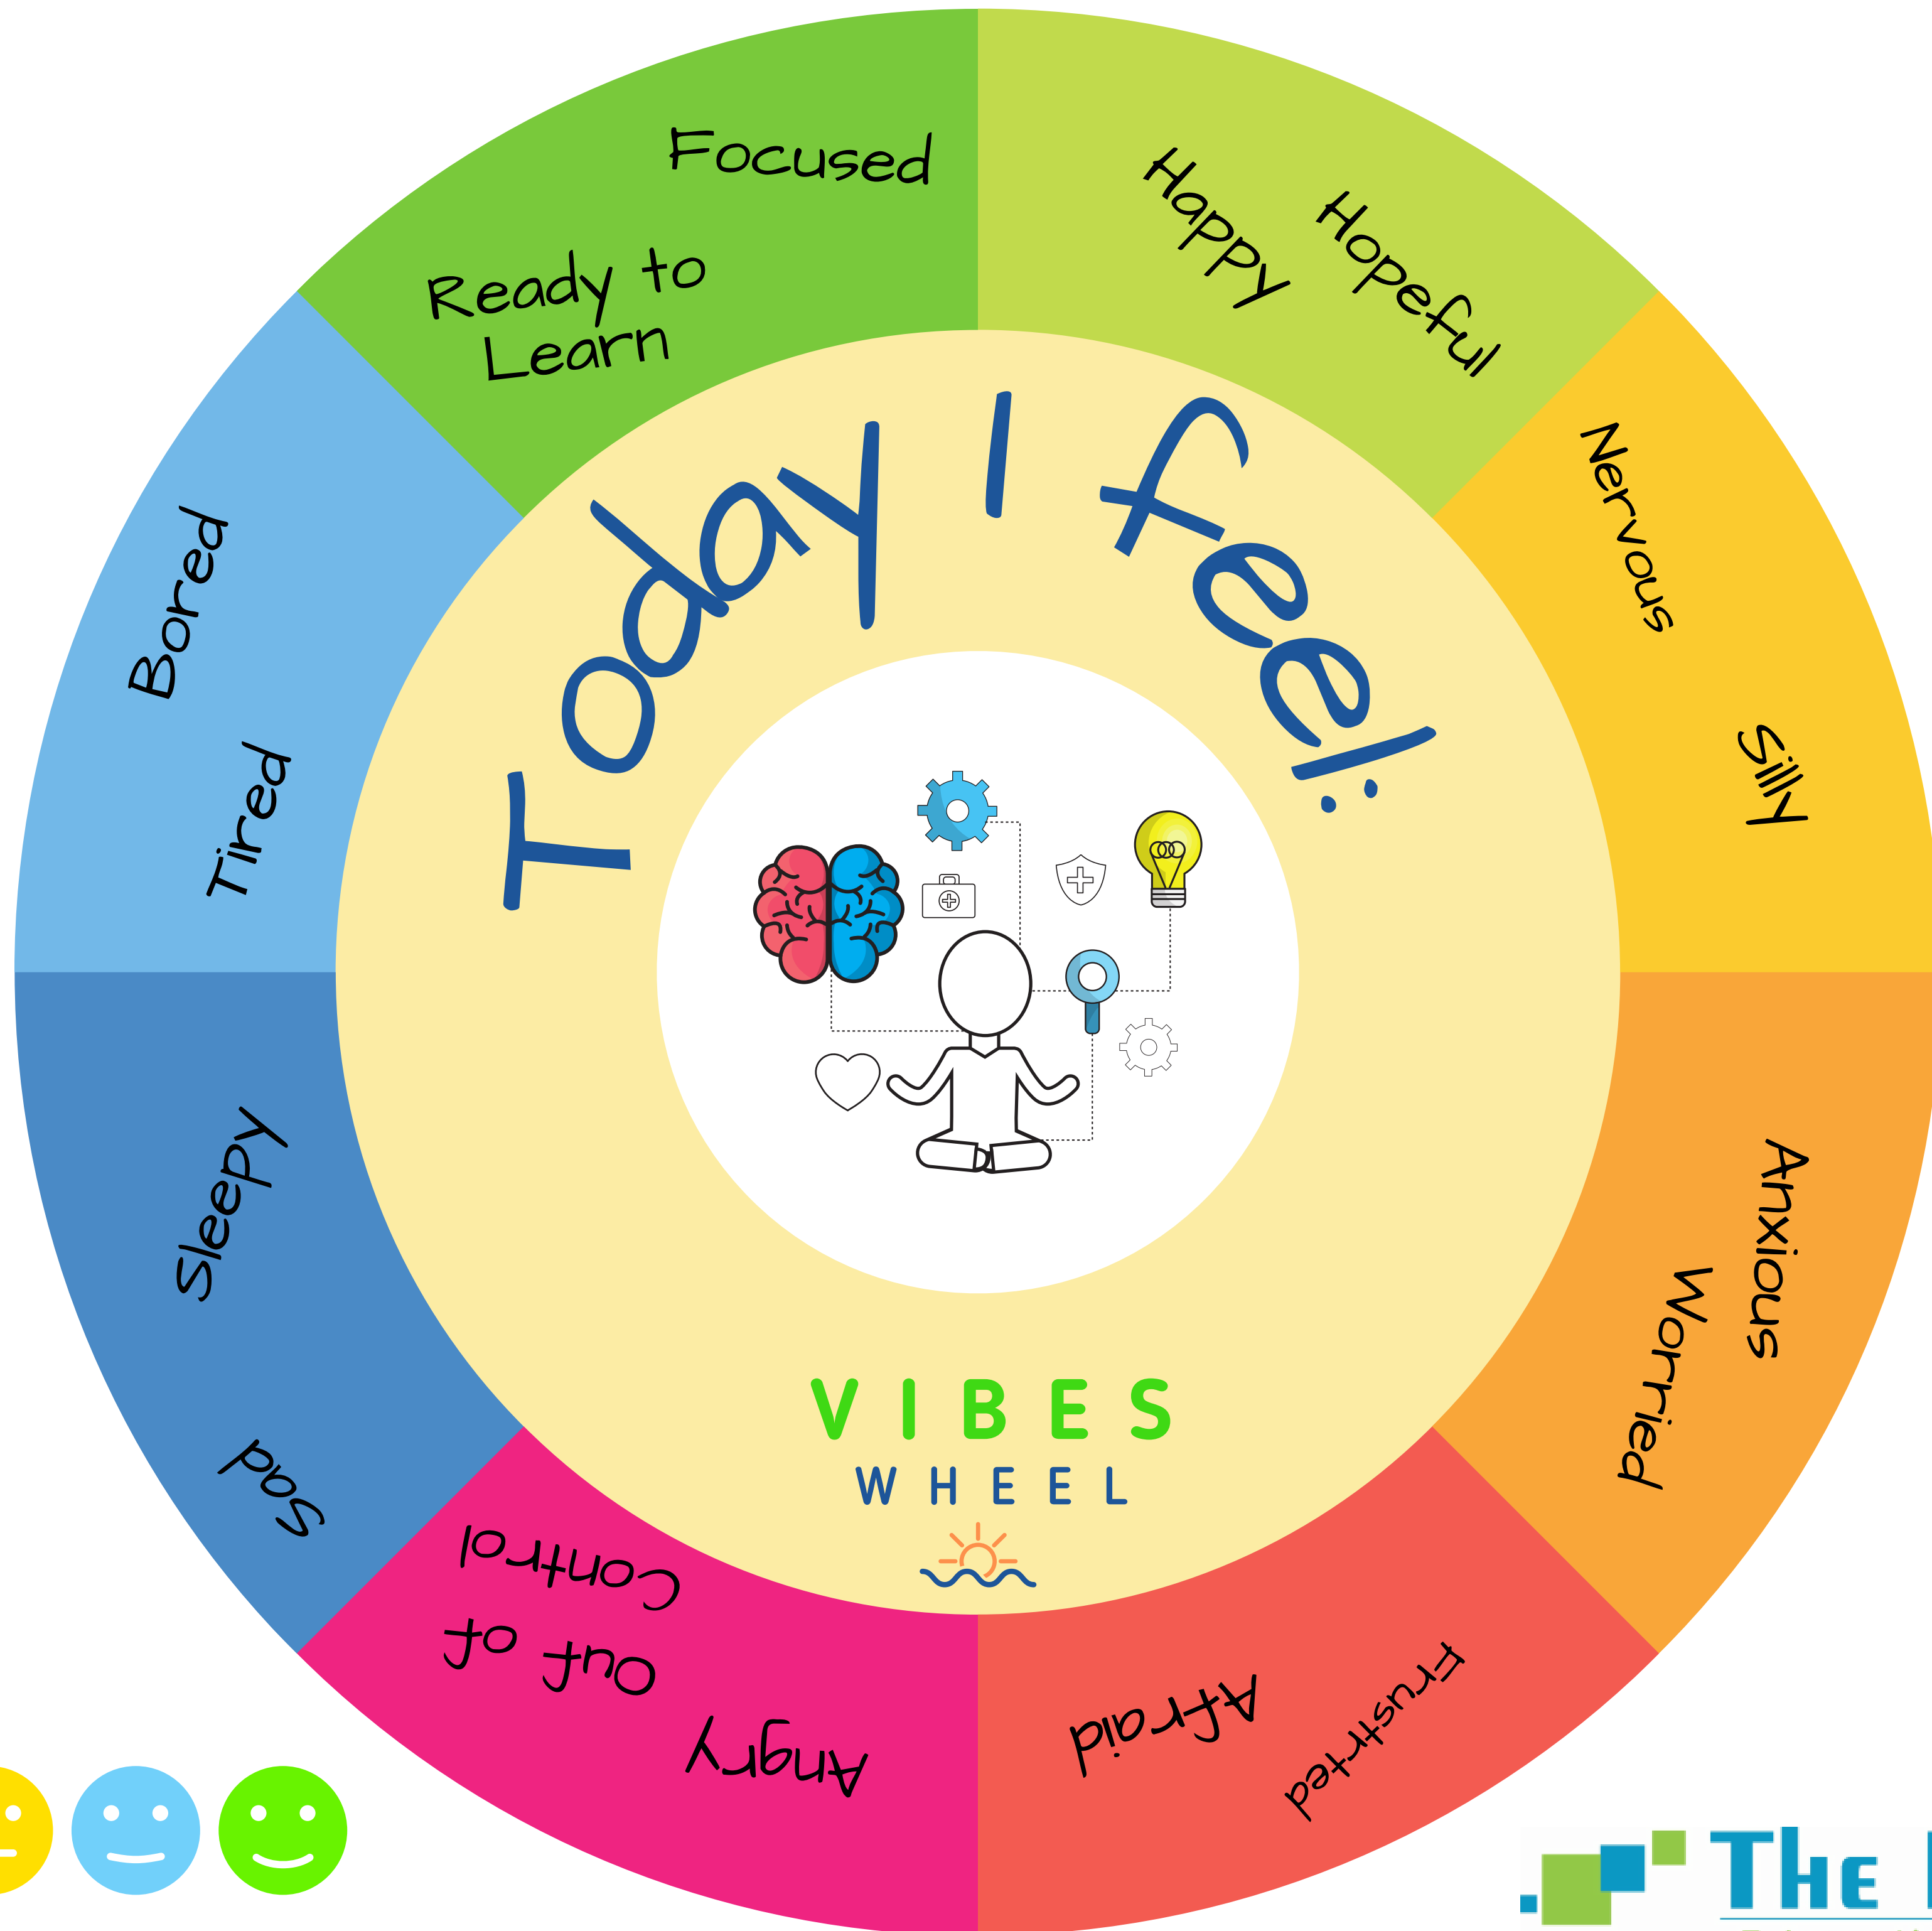 Focused
Ready to
Learn
Happy
Hopeful
Nervous
Silly
Anxious
Worried
Frustrted
Afraid
Angry
Out of
Control
Sad
Sleepy
Tired
Bored
Today I feel:
VIBES
WHEEL
The